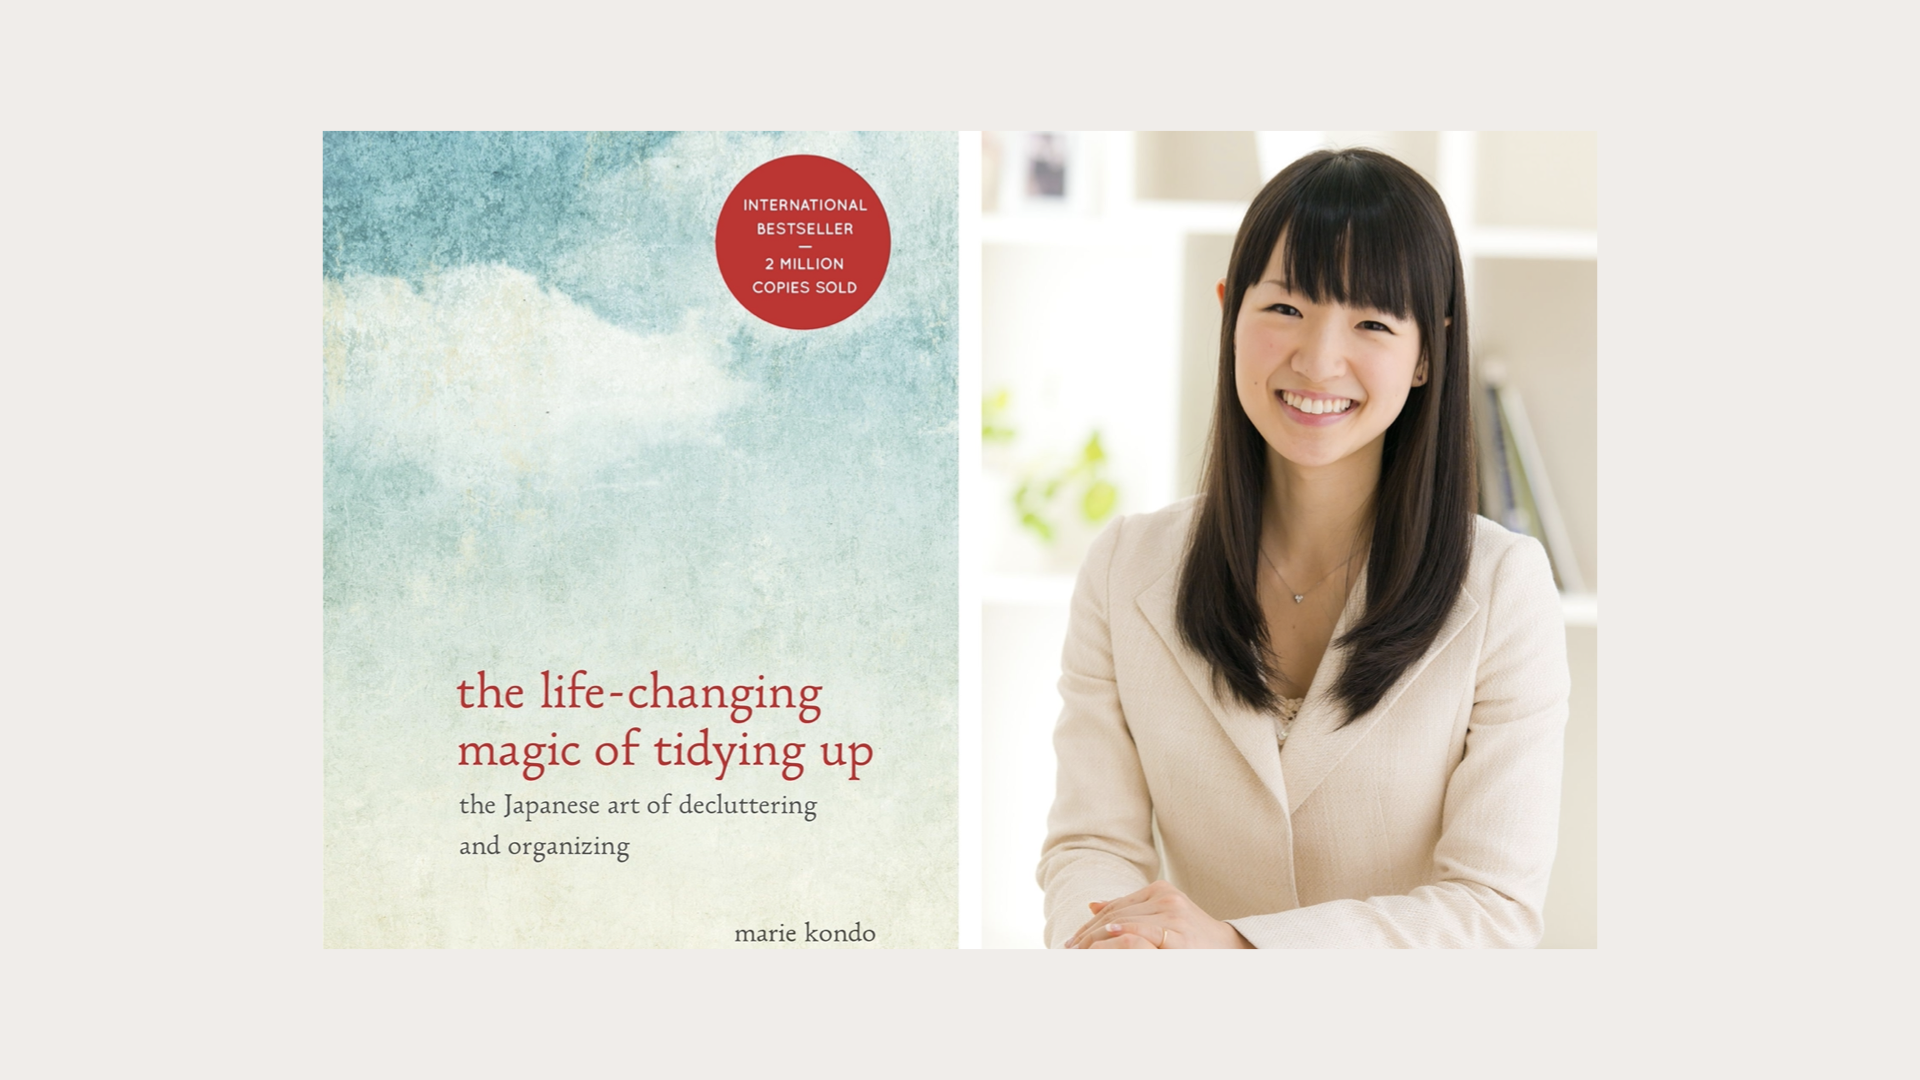 INTERNATIONAL
BESTSELLER
—
2 MILLION
COPIES SOLD
the life-changing
magic of tidying up
the Japanese art of decluttering
and organizing
marie kondo